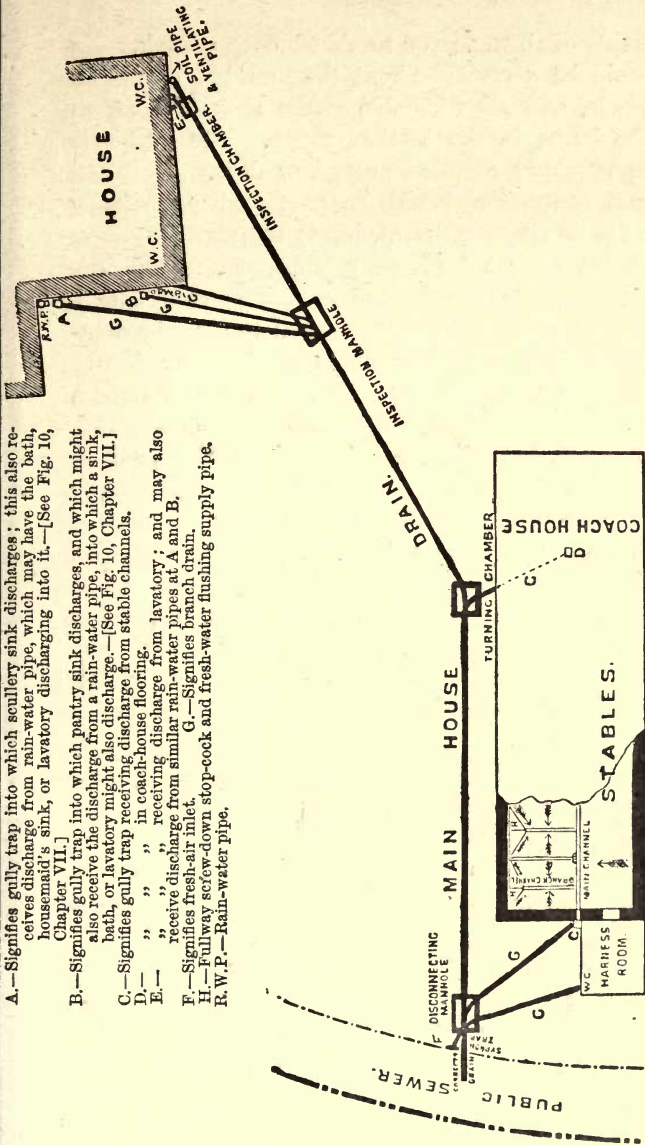 A.—Signifies gully trap into which scullery sink discharges; this also re-
ceives discharge from rain-water pipe, which may have the bath,
housemaid's sink, or lavatory discharging into it.—[See Fig. 10,
Chapter VII.]
B.—Signifies gully trap into which pantry sink discharges, and which might
also receive the discharge from a rain-water pipe, into which a sink,
bath, or lavatory might also discharge.—[See Fig. 10, Chapter VII.]
C.—Signifies gully trap receiving discharge from stable channels.
D.— „ „ „ in coach-house flooring.
E.— „ „ „ receiving discharge from lavatory; and may also
receive discharge from similar rain-water pipes at A and B.
F.—Signifies fresh-air inlet. G.—Signifies branch drain.
H.—Fullway screw-down stop-cock and fresh-water flushing supply pipe.
R. W. P.—Rain-water pipe.
HOUSE
W.C.
W.C.
R.W.P.
A
B
G
G
G
E
SOIL PIPE
& VENTILATING
PIPE.
INSPECTION CHAMBER.
INSPECTION MANHOLE
MAIN HOUSE DRAIN.
TURNING CHAMBER
G
D
COACH HOUSE
STABLES.
H
H
BRANCH CHANNEL
MAIN CHANNEL
C
HARNESS
ROOM.
W.C
G
G
DISCONNECTING
MANHOLE
F
SYPHON
TRAP
DRAIN
PUBLIC SEWER.